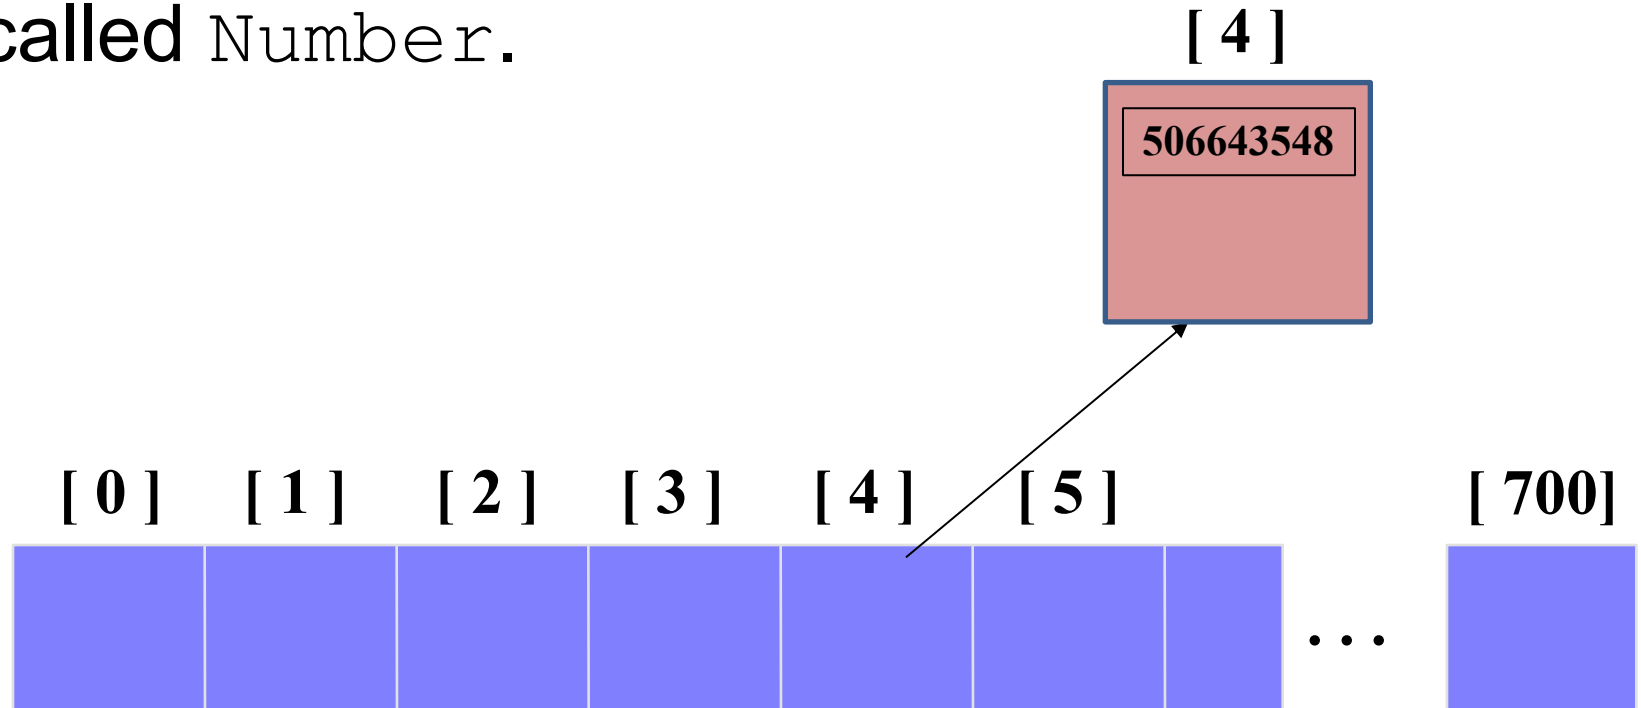 called Number.
[ 4 ]
506643548
[ 0 ] [ 1 ] [ 2 ] [ 3 ] [ 4 ] [ 5 ] [ 700]
. . .